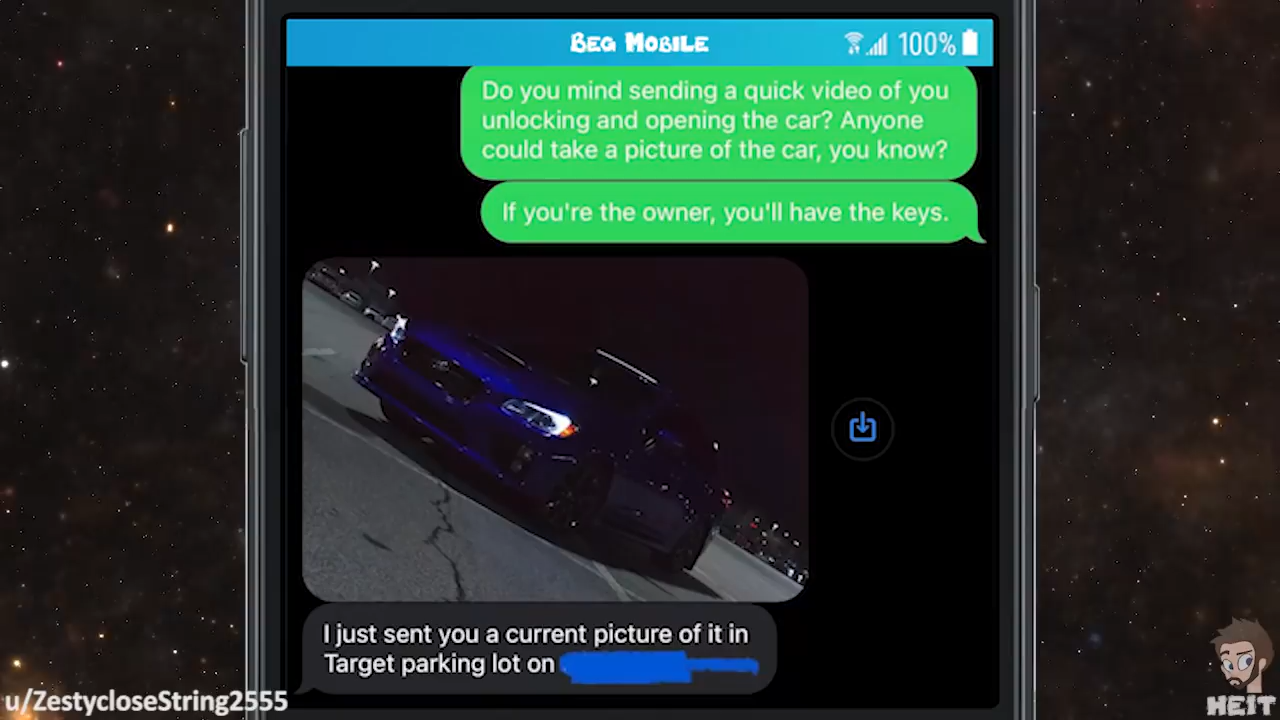 BEG MOBILE
100%
Do you mind sending a quick video of you
unlocking and opening the car? Anyone
could take a picture of the car, you know?
If you're the owner, you'll have the keys.
I just sent you a current picture of it in
Target parking lot on
u/ZestycloseString2555
HEIT